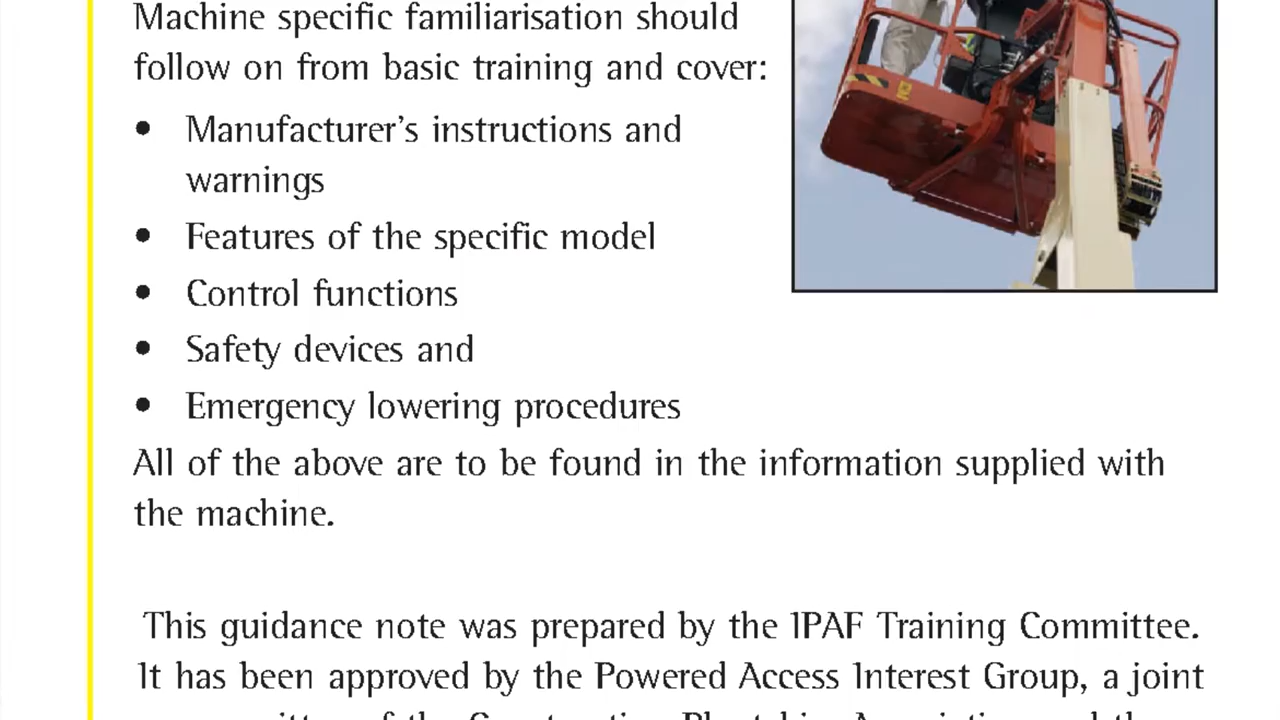 Machine specific familiarisation should
follow on from basic training and cover:
• Manufacturer's instructions and
warnings
• Features of the specific model
• Control functions
• Safety devices and
• Emergency lowering procedures
All of the above are to be found in the information supplied with
the machine.
This guidance note was prepared by the IPAF Training Committee.
It has been approved by the Powered Access Interest Group, a joint